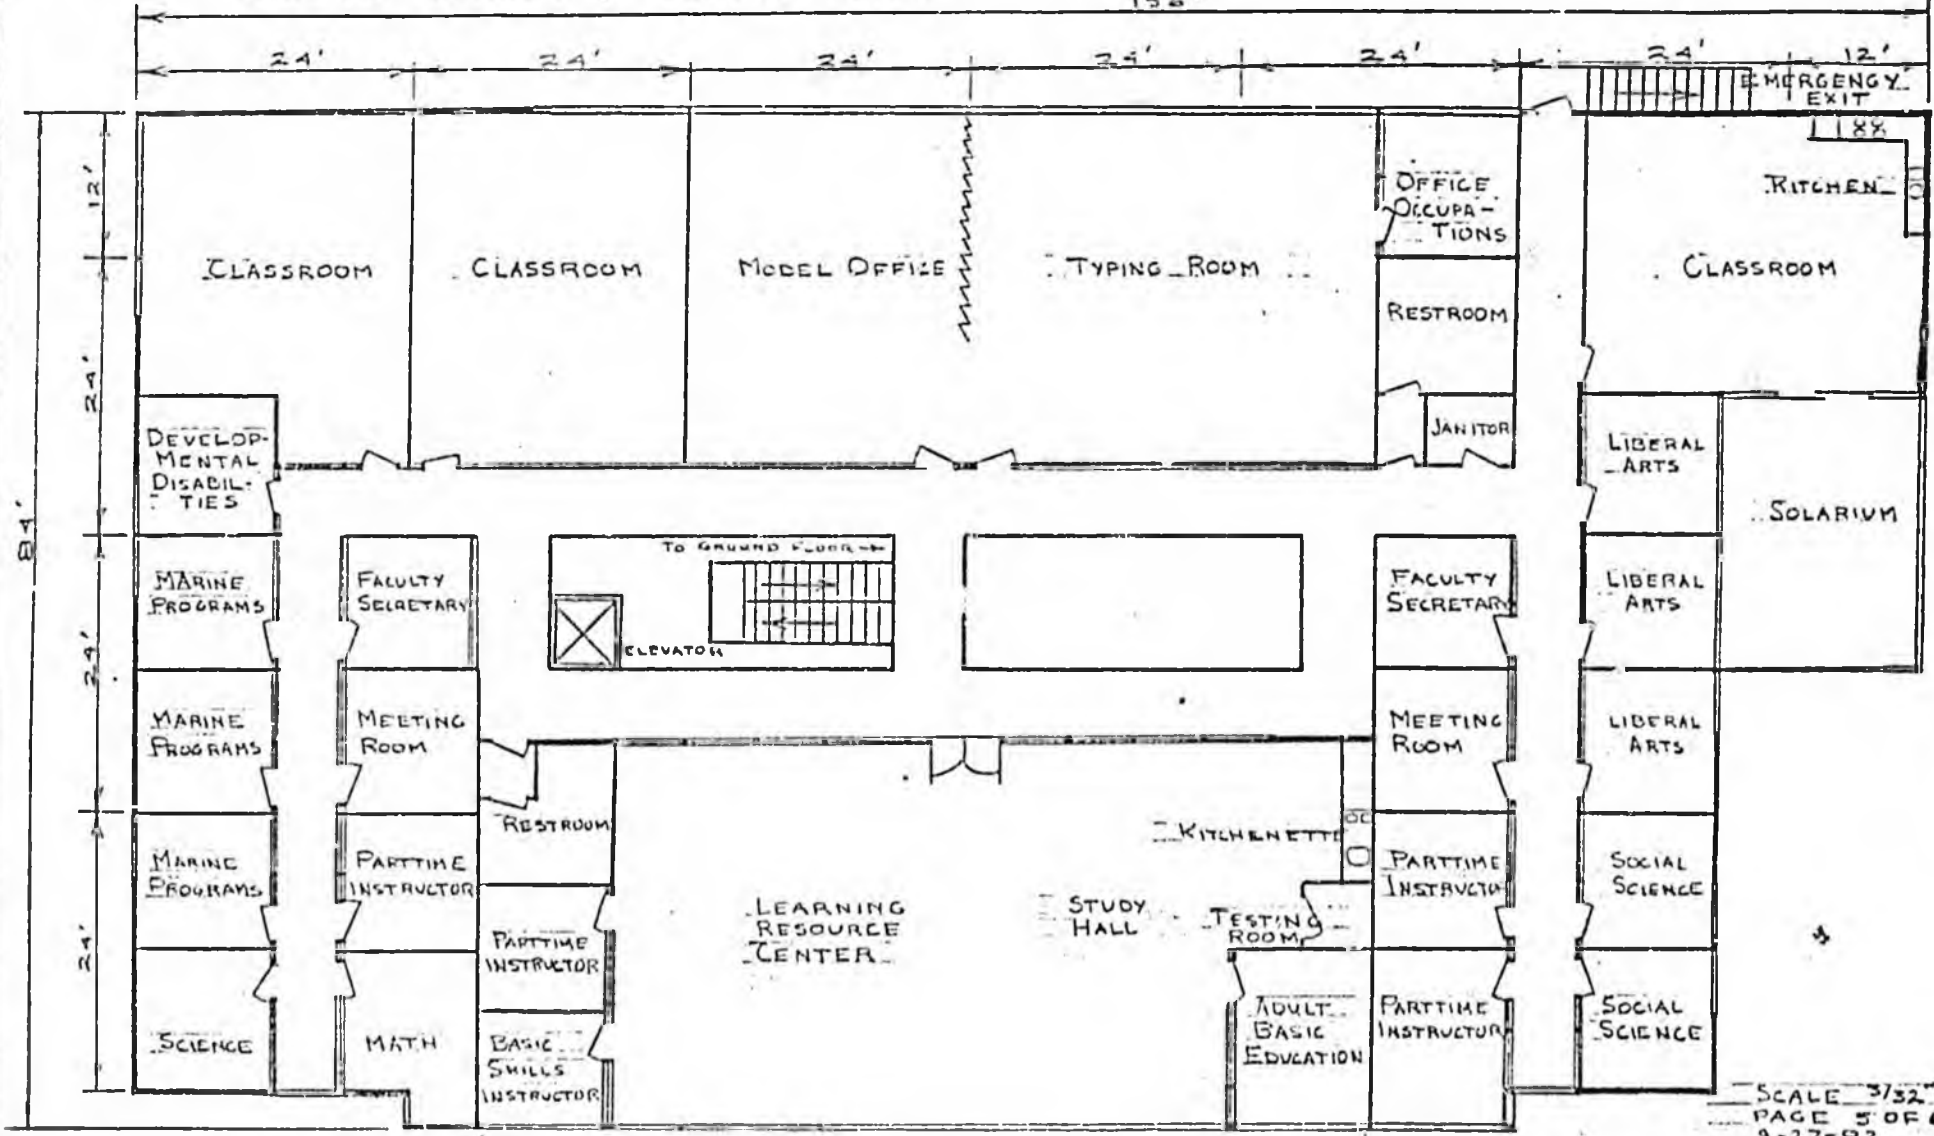 24' 24' 24' 24' 24' 24' 12'
EMERGENCY
EXIT
12'
24'
84'
24'
24'
CLASSROOM
CLASSROOM
MODEL OFFICE
TYPING ROOM
OFFICE
OCCUPA-
TIONS
RESTROOM
JANITOR
KITCHEN
CLASSROOM
DEVELOP-
MENTAL
DISABIL-
TIES
LIBERAL
ARTS
SOLARIUM
MARINE
PROGRAMS
FACULTY
SECRETARY
TO GROUND FLOOR
ELEVATOR
FACULTY
SECRETARY
LIBERAL
ARTS
MARINE
PROGRAMS
MEETING
ROOM
MEETING
ROOM
LIBERAL
ARTS
MARINE
PROGRAMS
PARTTIME
INSTRUCTOR
RESTROOM
KITCHENETTE
PARTTIME
INSTRUCTO
SOCIAL
SCIENCE
PARTTIME
INSTRUCTOR
LEARNING
RESOURCE
CENTER
STUDY
HALL
TESTING
ROOM
SCIENCE
MATH
BASIC
SKILLS
INSTRUCTOR
ADULT
BASIC
EDUCATION
PARTTIME
INSTRUCTOR
SOCIAL
SCIENCE
SCALE 3/32"
PAGE 5 OF